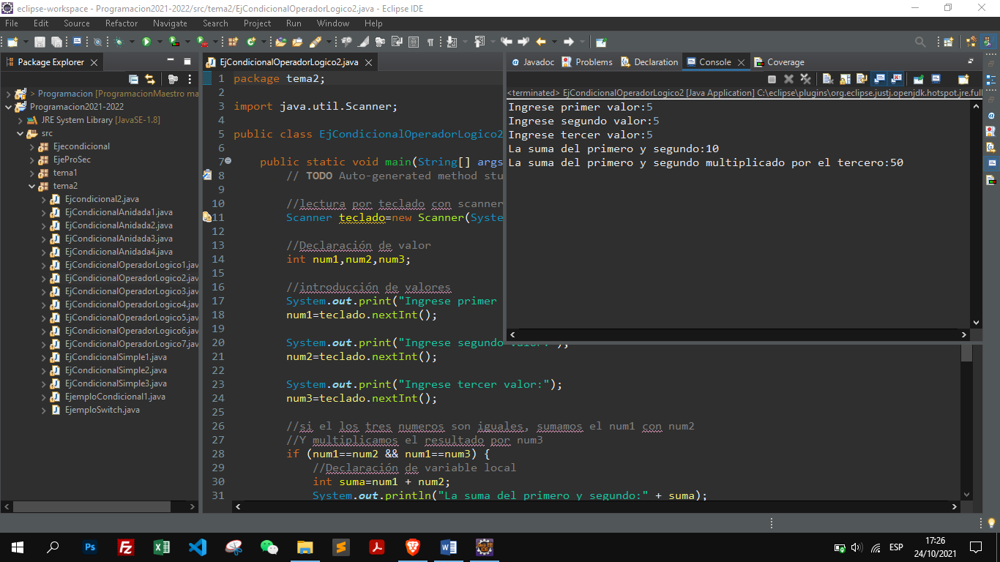 eclipse-workspace - Programacion2021-2022/src/tema2/EjCondicionalOperadorLogico2.java - Eclipse IDE
File Edit Source Refactor Navigate Search Project Run Window Help
Package Explorer
> Programacion [ProgramacionMaestro ma
Programacion2021-2022
JRE System Library [JavaSE-1.8]
src
Ejecondicional
EjeProSec
tema1
tema2
Ejcondicional2.java
EjCondicionalAnidada1.java
EjCondicionalAnidada2.java
EjCondicionalAnidada3.java
EjCondicionalAnidada4.java
EjCondicionalOperadorLogico1.jav
EjCondicionalOperadorLogico2.jav
EjCondicionalOperadorLogico3.jav
EjCondicionalOperadorLogico4.jav
EjCondicionalOperadorLogico5.jav
EjCondicionalOperadorLogico6.jav
EjCondicionalOperadorLogico7.jav
EjCondicionalSimple1.java
EjCondicionalSimple2.java
EjCondicionalSimple3.java
EjemploCondicional1.java
EjemploSwitch.java
EjCondicionalOperadorLogico2.java
1 package tema2;
2
3 import java.util.Scanner;
4
5 public class EjCondicionalOperadorLogico2
6
7 public static void main(String[] args
8 // TODO Auto-generated method stu
9
10 //lectura por teclado con scanner
11 Scanner teclado=new Scanner(Syste
12
13 //Declaración de valor
14 int num1,num2,num3;
15
16 //introducción de valores
17 System.out.print("Ingrese primer
18 num1=teclado.nextInt();
19
20 System.out.print("Ingrese segundo valor:");
21 num2=teclado.nextInt();
22
23 System.out.print("Ingrese tercer valor:");
24 num3=teclado.nextInt();
25
26 //si el los tres numeros son iguales, sumamos el num1 con num2
27 //Y multiplicamos el resultado por num3
28 if (num1==num2 && num1==num3) {
29 //Declaración de variable local
30 int suma=num1 + num2;
31 System.out.println("La suma del primero y segundo:" + suma);
Javadoc Problems Declaration Console Coverage
<terminated> EjCondicionalOperadorLogico2 [Java Application] C:\eclipse\plugins\org.eclipse.justj.openjdk.hotspot.jre.full
Ingrese primer valor:5
Ingrese segundo valor:5
Ingrese tercer valor:5
La suma del primero y segundo:10
La suma del primero y segundo multiplicado por el tercero:50
Ps
ESP
17:26
24/10/2021